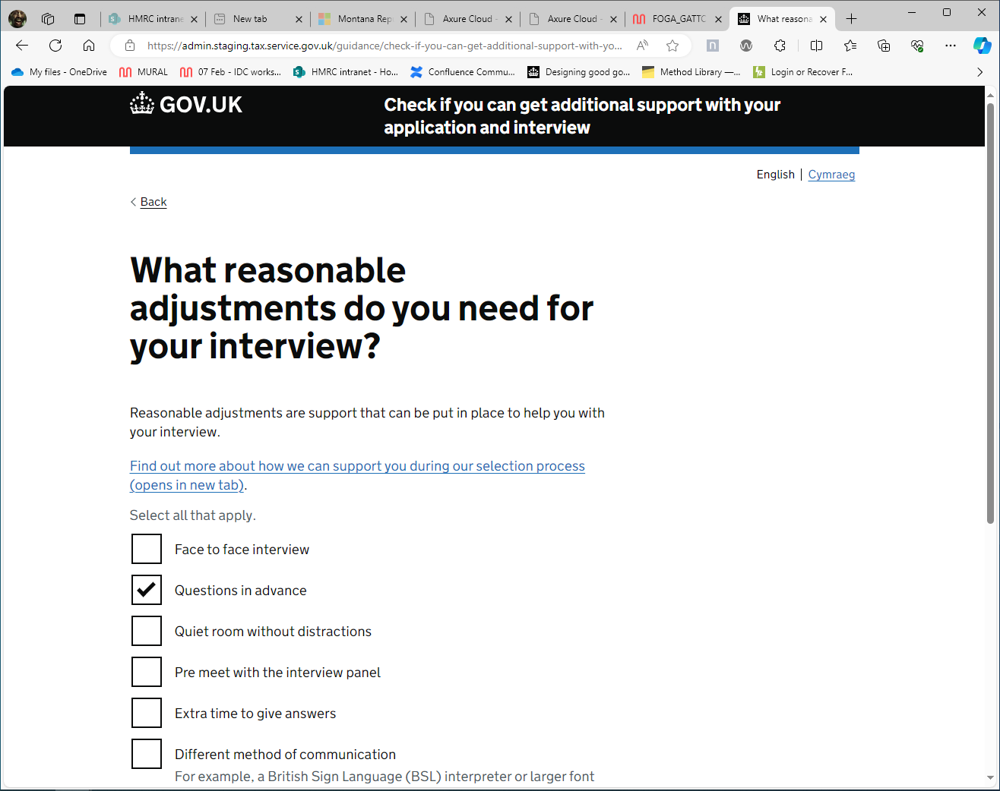 HMRC intrane
New tab
Montana Rep
Axure Cloud -
Axure Cloud -
FOGA_GATTC
What reasona
https://admin.staging.tax.service.gov.uk/guidance/check-if-you-can-get-additional-support-with-yo...
My files - OneDrive
MURAL
07 Feb - IDC works...
HMRC intranet - Ho...
Confluence Commu...
Designing good go...
Method Library —...
Login or Recover F...
GOV.UK
Check if you can get additional support with your
application and interview
English | Cymraeg
Back
What reasonable
adjustments do you need for
your interview?
Reasonable adjustments are support that can be put in place to help you with
your interview.
Find out more about how we can support you during our selection process
(opens in new tab).
Select all that apply.
Face to face interview
Questions in advance
Quiet room without distractions
Pre meet with the interview panel
Extra time to give answers
Different method of communication
For example, a British Sign Language (BSL) interpreter or larger font